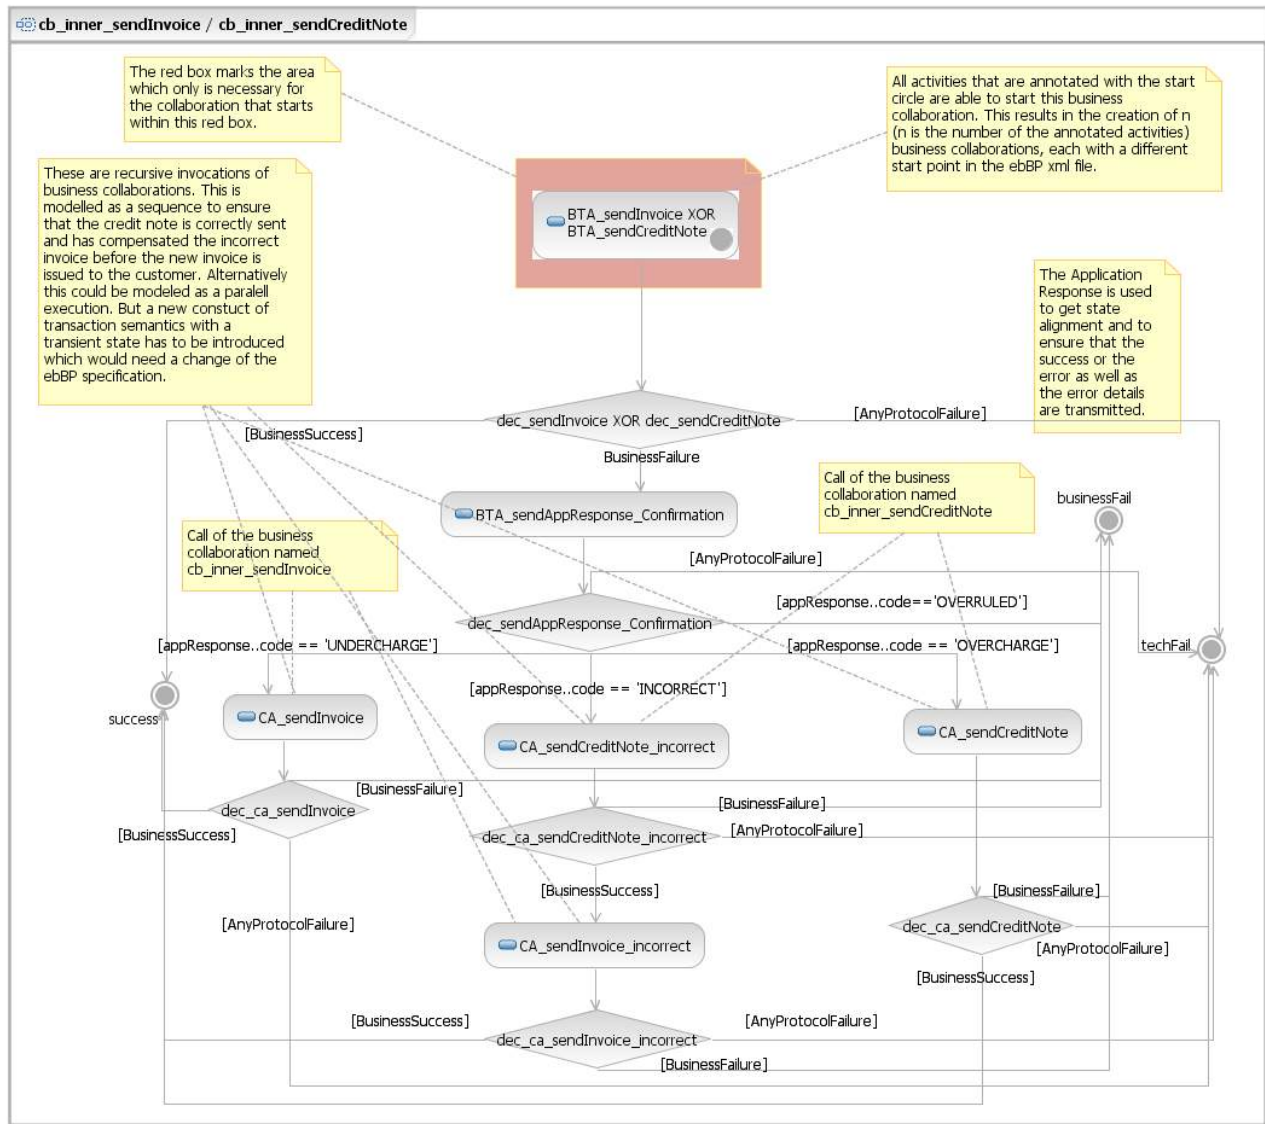 cb_inner_sendInvoice / cb_inner_sendCreditNote
The red box marks the area
which only is necessary for
the collaboration that starts
within this red box.
All activities that are annotated with the start
circle are able to start this business
collaboration. This results in the creation of n
(n is the number of the annotated activities)
business collaborations, each with a different
start point in the ebBP xml file.
These are recursive invocations of
business collaborations. This is
modelled as a sequence to ensure
that the credit note is correctly sent
and has compensated the incorrect
invoice before the new invoice is
issued to the customer. Alternatively
this could be modeled as a paralell
execution. But a new constuct of
transaction semantics with a
transient state has to be introduced
which would need a change of the
ebBP specification.
BTA_sendInvoice XOR
BTA_sendCreditNote
The Application
Response is used
to get state
alignment and to
ensure that the
success or the
error as well as
the error details
are transmitted.
dec_sendInvoice XOR dec_sendCreditNote
[AnyProtocolFailure]
[BusinessSuccess]
BusinessFailure
Call of the business
collaboration named
cb_inner_sendCreditNote
businessFail
BTA_sendAppResponse_Confirmation
Call of the business
collaboration named
cb_inner_sendInvoice
[AnyProtocolFailure]
[appResponse..code=='OVERRULED']
dec_sendAppResponse_Confirmation
[appResponse..code == 'UNDERCHARGE']
[appResponse..code == 'OVERCHARGE']
techFail
[appResponse..code == 'INCORRECT']
success
CA_sendInvoice
CA_sendCreditNote_incorrect
CA_sendCreditNote
[BusinessFailure]
[BusinessFailure]
dec_ca_sendInvoice
[BusinessSuccess]
dec_ca_sendCreditNote_incorrect
[AnyProtocolFailure]
[BusinessSuccess]
[BusinessFailure]
[AnyProtocolFailure]
dec_ca_sendCreditNote
CA_sendInvoice_incorrect
[AnyProtocolFailure]
[BusinessSuccess]
[BusinessSuccess]
[AnyProtocolFailure]
dec_ca_sendInvoice_incorrect
[BusinessFailure]